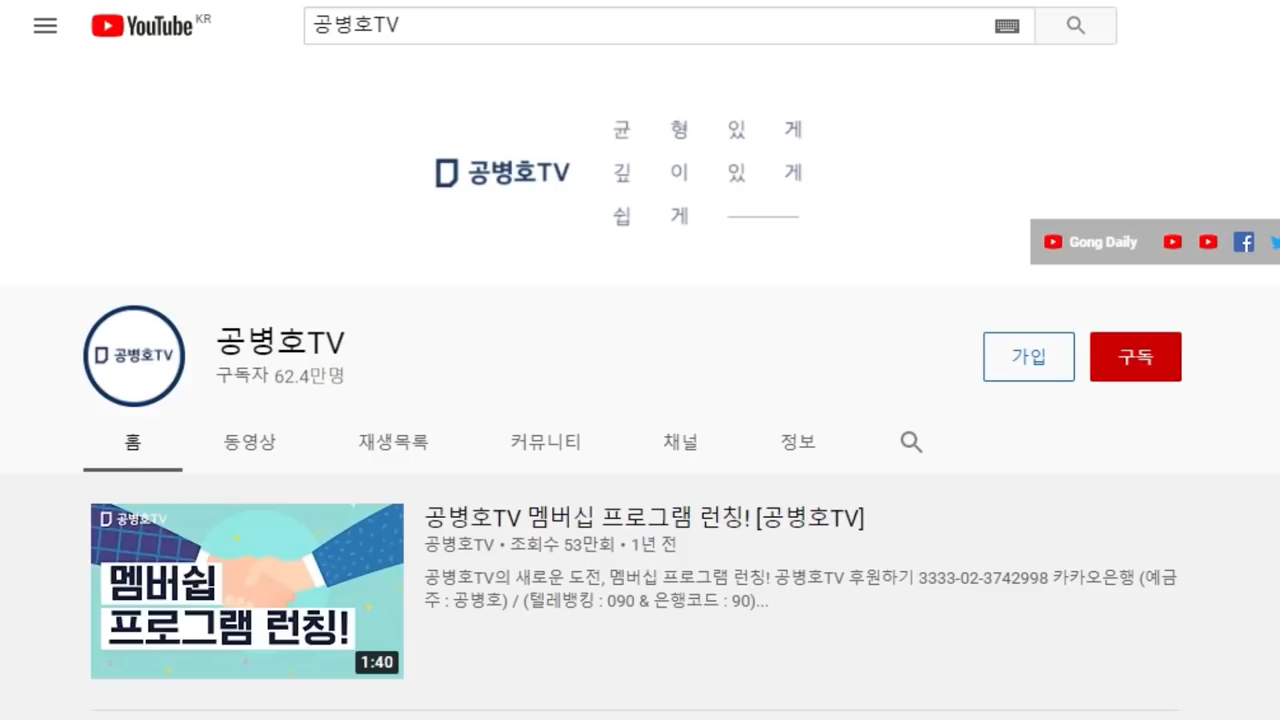 YouTube KR
공병호TV
균 형 있 게
공병호TV
깊 이 있 게
쉽 게
Gong Daily
공병호TV
공병호TV
구독자 62.4만명
가입
구독
홈 동영상 재생목록 커뮤니티 채널 정보
공병호TV
멤버쉽
프로그램 런칭!
1:40
공병호TV 멤버십 프로그램 런칭! [공병호TV]
공병호TV • 조회수 53만회 • 1년 전
공병호TV의 새로운 도전, 멤버십 프로그램 런칭! 공병호TV 후원하기 3333-02-3742998 카카오은행 (예금
주 : 공병호) / (텔레뱅킹 : 090 & 은행코드 : 90)...